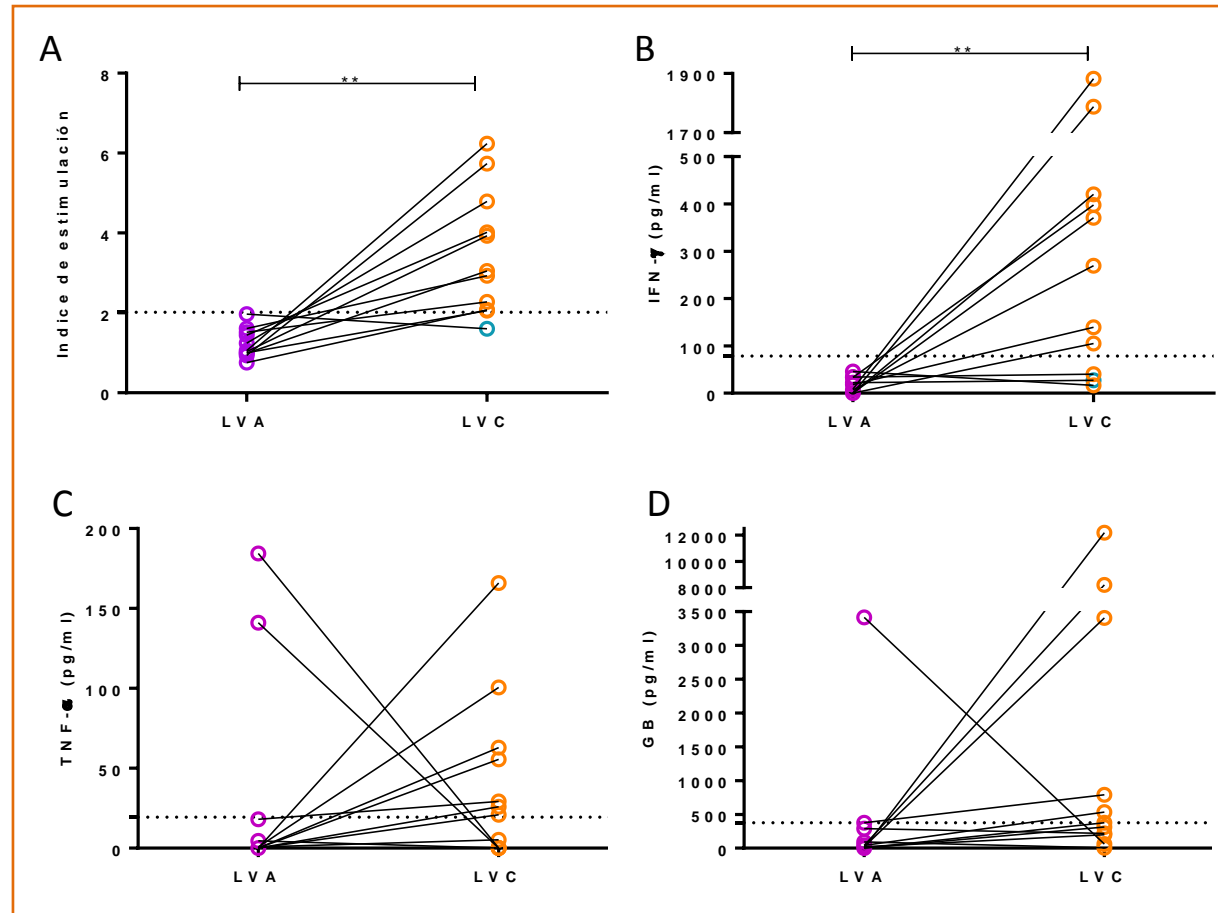 A
**
Indice de estimulación
8
6
4
2
0
LVA
LVC
B
**
IFN-γ (pg/ml)
1900
1700
500
400
300
200
100
0
LVA
LVC
C
TNF-α (pg/ml)
200
150
100
50
0
LVA
LVC
D
GB (pg/ml)
12000
10000
8000
3500
3000
2500
2000
1500
1000
500
0
LVA
LVC